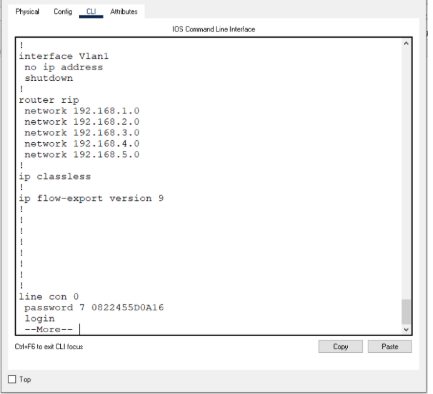 Physical Config CLI Attributes
IOS Command Line Interface
!
interface Vlan1
no ip address
shutdown
!
router rip
network 192.168.1.0
network 192.168.2.0
network 192.168.3.0
network 192.168.4.0
network 192.168.5.0
!
ip classless
!
ip flow-export version 9
!
!
!
!
!
!
!
!
line con 0
password 7 0822455D0A16
login
--More--
Ctrl+F6 to exit CLI focus
Copy Paste
Top